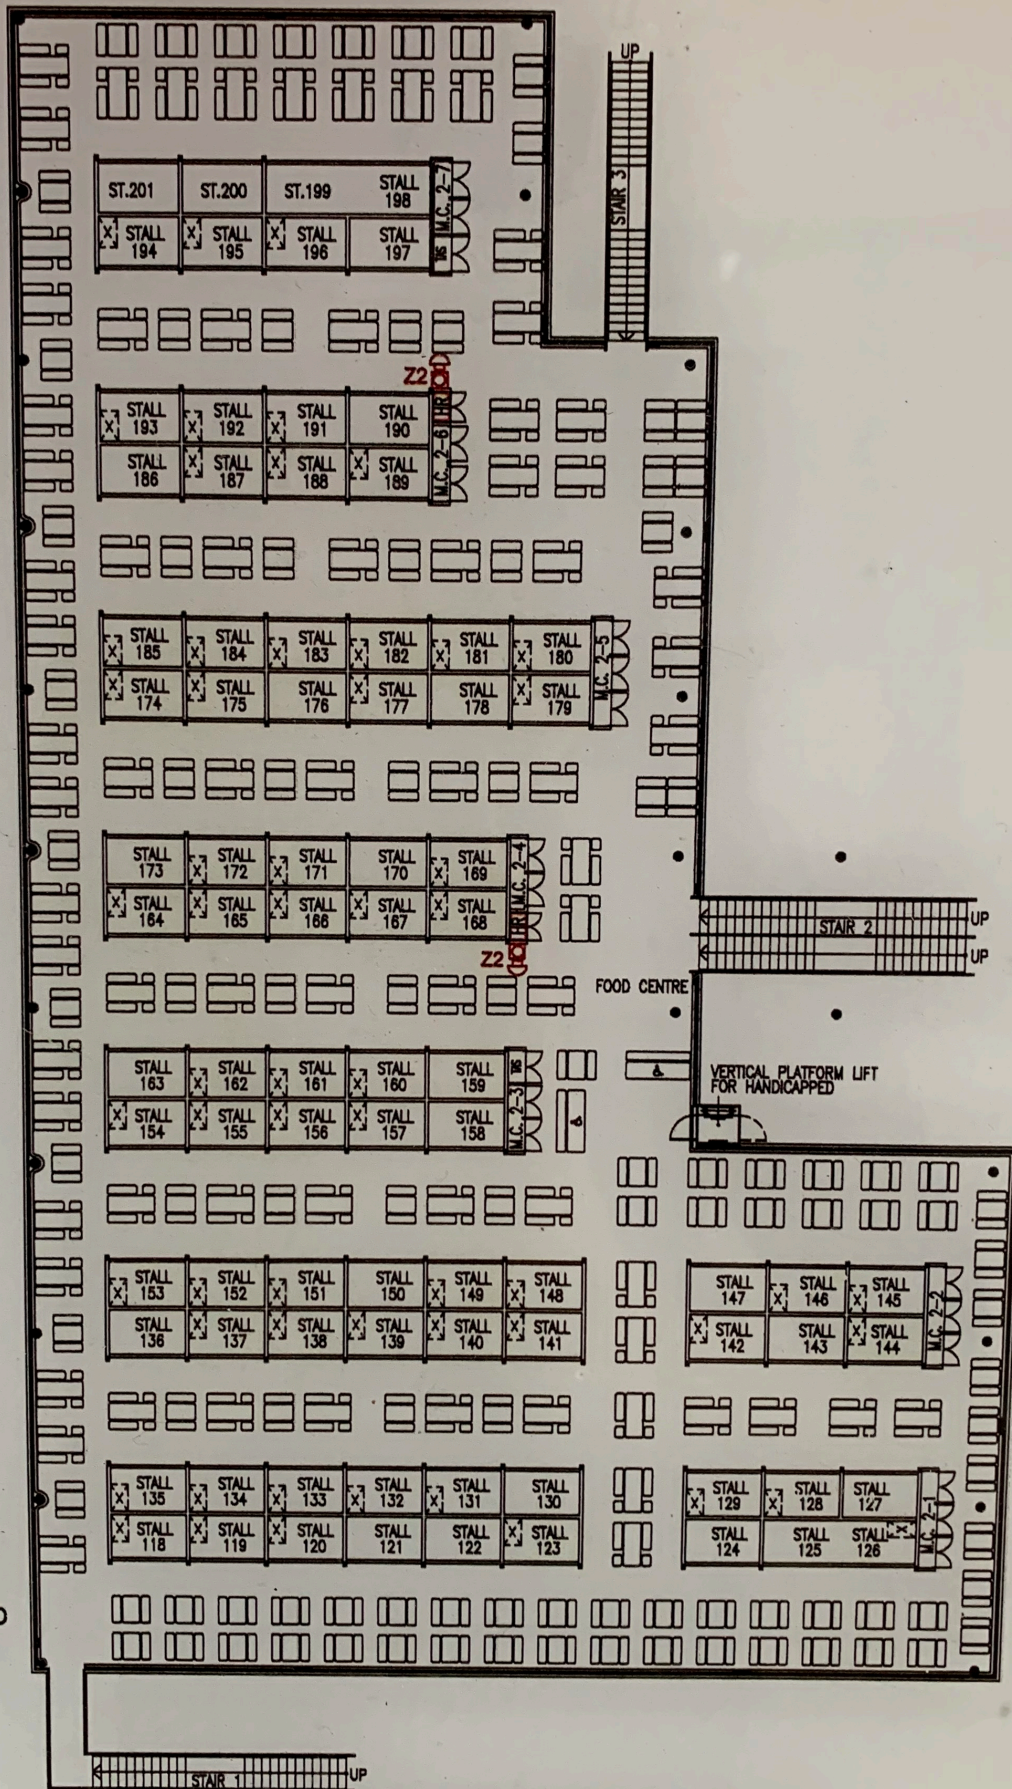 UP
STAIR 3
ST.201
ST.200
ST.199
STALL
198
M.C. 2-7
X STALL
194
X STALL
195
X STALL
196
STALL
197
Z2
X STALL
193
X STALL
192
X STALL
191
STALL
190
HR
STALL
186
X STALL
187
X STALL
188
X STALL
189
M.C. 2-6
X STALL
185
X STALL
184
X STALL
183
X STALL
182
X STALL
181
X STALL
180
M.C. 2-5
X STALL
174
X STALL
175
STALL
176
X STALL
177
STALL
178
X STALL
179
STALL
173
X STALL
172
X STALL
171
STALL
170
X STALL
169
M.C. 2-4
X STALL
164
X STALL
165
X STALL
166
X STALL
167
X STALL
168
HR
Z2
STAIR 2
UP
UP
FOOD CENTRE
STALL
163
X STALL
162
X STALL
161
X STALL
160
STALL
159
M.C. 2-3
X STALL
154
X STALL
155
X STALL
156
X STALL
157
STALL
158
VERTICAL PLATFORM LIFT
FOR HANDICAPPED
X STALL
153
X STALL
152
X STALL
151
STALL
150
X STALL
149
X STALL
148
STALL
136
X STALL
137
X STALL
138
X STALL
139
X STALL
140
X STALL
141
STALL
147
X STALL
146
X STALL
145
M.C. 2-2
X STALL
142
STALL
143
X STALL
144
X STALL
135
X STALL
134
X STALL
133
X STALL
132
X STALL
131
STALL
130
X STALL
118
X STALL
119
X STALL
120
STALL
121
STALL
122
X STALL
123
X STALL
129
X STALL
128
STALL
127
M.C. 2-1
STALL
124
STALL
125
STALL X
126
STAIR 1
UP